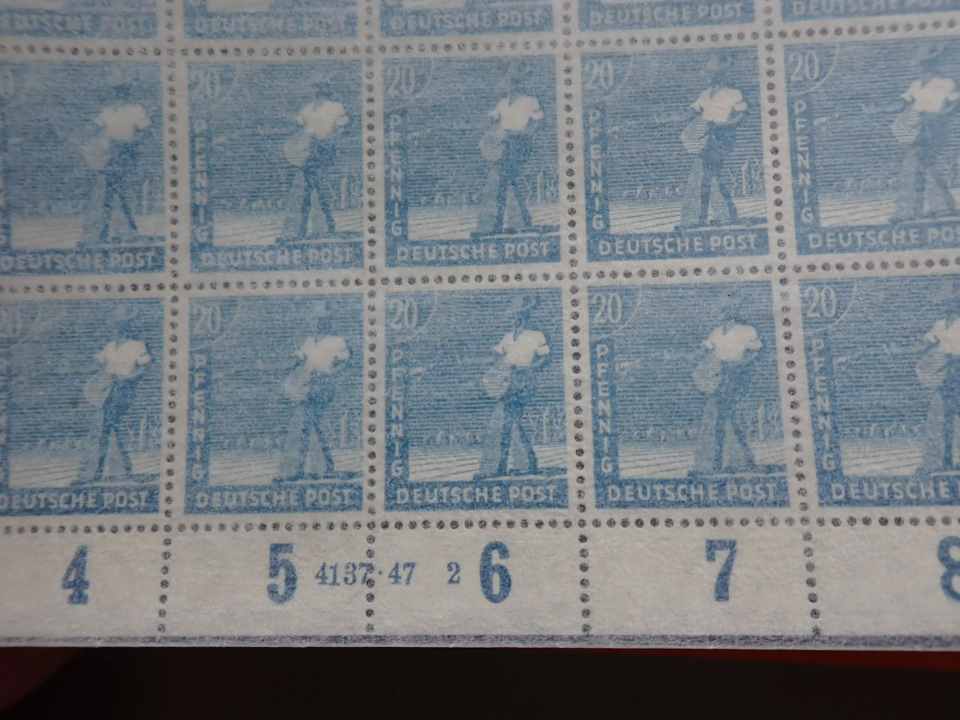 DEUTSCHE POST DEUTSCHE POST DEUTSCHE POST
20 20 20 20 20
PFENNIG PFENNIG PFENNIG PFENNIG
DEUTSCHE POST DEUTSCHE POST DEUTSCHE POST DEUTSCHE POST DEUTSCHE POST
20 20 20 20 20
PFENNIG PFENNIG PFENNIG PFENNIG
DEUTSCHE POST DEUTSCHE POST DEUTSCHE POST DEUTSCHE POST DEUTSCHE
4 5 4137·47 2 6 7 8